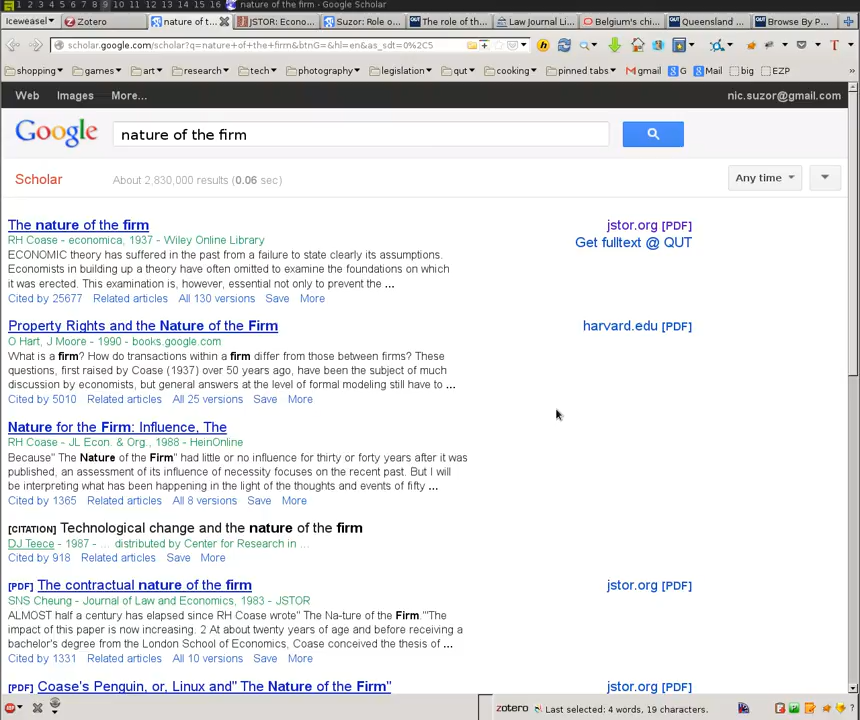 1 2 3 4 5 6 7 8 9 10 11 12 13 14 15 16 nature of the firm - Google Scholar
Iceweasel Zotero nature of t... JSTOR: Econo... Suzor: Role o... The role of th... Law Journal Li... Belgium's chi... Queensland ... Browse By P...
scholar.google.com/scholar?q=nature+of+the+firm&btnG=&hl=en&as_sdt=0%2C5
shopping games art research tech photography legislation qut cooking pinned tabs gmail G Mail big EZP »
Web Images More... nic.suzor@gmail.com
Google nature of the firm
Scholar About 2,830,000 results (0.06 sec) Any time
The nature of the firm jstor.org [PDF]
RH Coase - economica, 1937 - Wiley Online Library Get fulltext @ QUT
ECONOMIC theory has suffered in the past from a failure to state clearly its assumptions.
Economists in building up a theory have often omitted to examine the foundations on which
it was erected. This examination is, however, essential not only to prevent the ...
Cited by 25677 Related articles All 130 versions Save More
Property Rights and the Nature of the Firm harvard.edu [PDF]
O Hart, J Moore - 1990 - books.google.com
What is a firm? How do transactions within a firm differ from those between firms? These
questions, first raised by Coase (1937) over 50 years ago, have been the subject of much
discussion by economists, but general answers at the level of formal modeling still have to ...
Cited by 5010 Related articles All 25 versions Save More
Nature for the Firm: Influence, The
RH Coase - JL Econ. & Org., 1988 - HeinOnline
Because" The Nature of the Firm" had little or no influence for thirty or forty years after it was
published, an assessment of its influence of necessity focuses on the recent past. But I will
be interpreting what has been happening in the light of the thoughts and events of fifty ...
Cited by 1365 Related articles All 8 versions Save More
[CITATION] Technological change and the nature of the firm
DJ Teece - 1987 - ... distributed by Center for Research in ...
Cited by 918 Related articles Save More
[PDF] The contractual nature of the firm jstor.org [PDF]
SNS Cheung - Journal of Law and Economics, 1983 - JSTOR
ALMOST half a century has elapsed since RH Coase wrote" The Na-ture of the Firm."'The
impact of this paper is now increasing. 2 At about twenty years of age and before receiving a
bachelor's degree from the London School of Economics, Coase conceived the thesis of ...
Cited by 1331 Related articles All 10 versions Save More
[PDF] Coase's Penguin, or, Linux and" The Nature of the Firm" jstor.org [PDF]
zotero Last selected: 4 words, 19 characters.